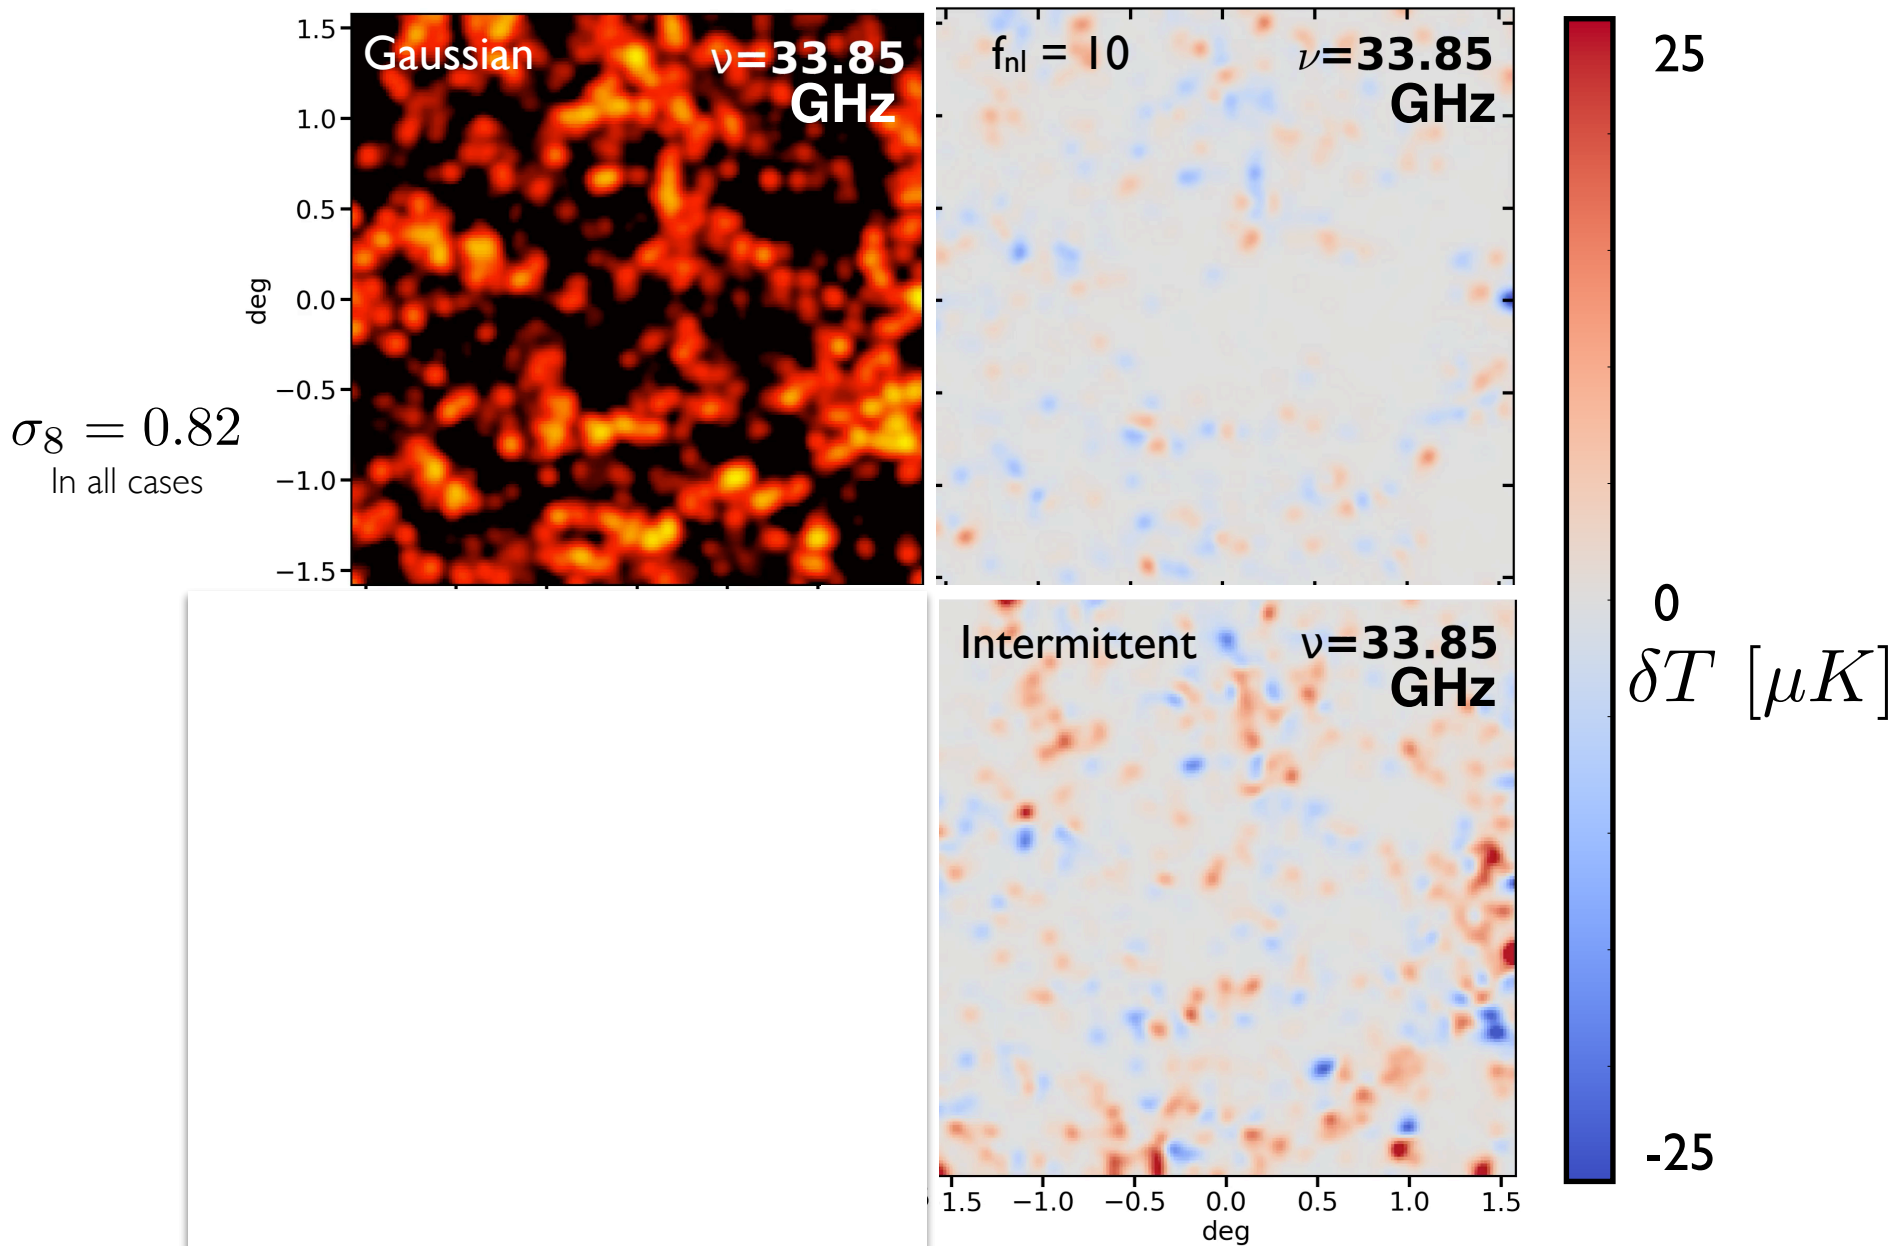 Gaussian
ν=33.85
GHz
1.5
1.0
0.5
0.0
−0.5
−1.0
−1.5
deg
f_nl = 10
ν=33.85
GHz
25
0
-25
δT [μK]
σ_8 = 0.82
In all cases
Intermittent
ν=33.85
GHz
1.5 −1.0 −0.5 0.0 0.5 1.0 1.5
deg